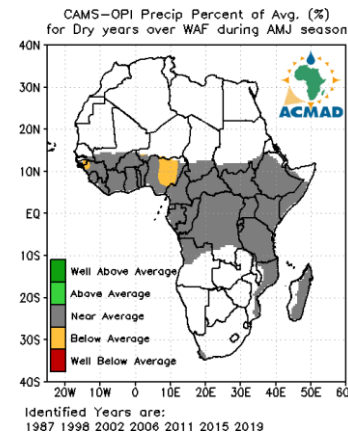 CAMS-OPI Precip Percent of Avg. (%)
for Dry years over WAF during AMJ season
40N
30N
20N
10N
EQ
10S
20S
30S
40S
ACMAD
Well Above Average
Above Average
Near Average
Below Average
Well Below Average
20W 10W 0 10E 20E 30E 40E 50E 60
Identified Years are:
1987 1998 2002 2006 2011 2015 2019